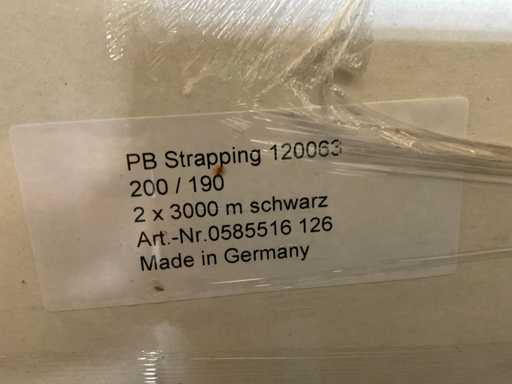 PB Strapping 120063
200 / 190
2 x 3000 m schwarz
Art.-Nr.0585516 126
Made in Germany